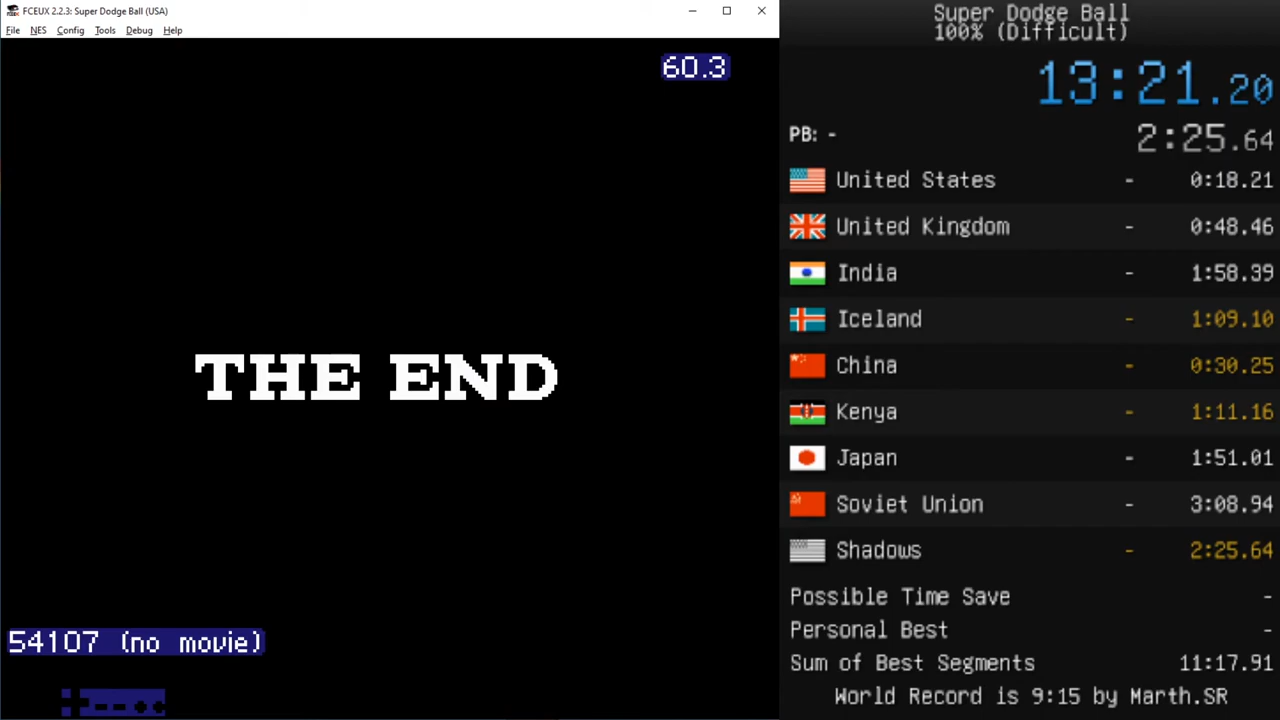 FCEUX 2.2.3: Super Dodge Ball (USA)
File NES Config Tools Debug Help
60.3
THE END
54107 (no movie)
Super Dodge Ball
100% (Difficult)
13:21.20
PB: - 2:25.64
United States - 0:18.21
United Kingdom - 0:48.46
India - 1:58.39
Iceland - 1:09.10
China - 0:30.25
Kenya - 1:11.16
Japan - 1:51.01
Soviet Union - 3:08.94
Shadows - 2:25.64
Possible Time Save -
Personal Best -
Sum of Best Segments 11:17.91
World Record is 9:15 by Marth.SR